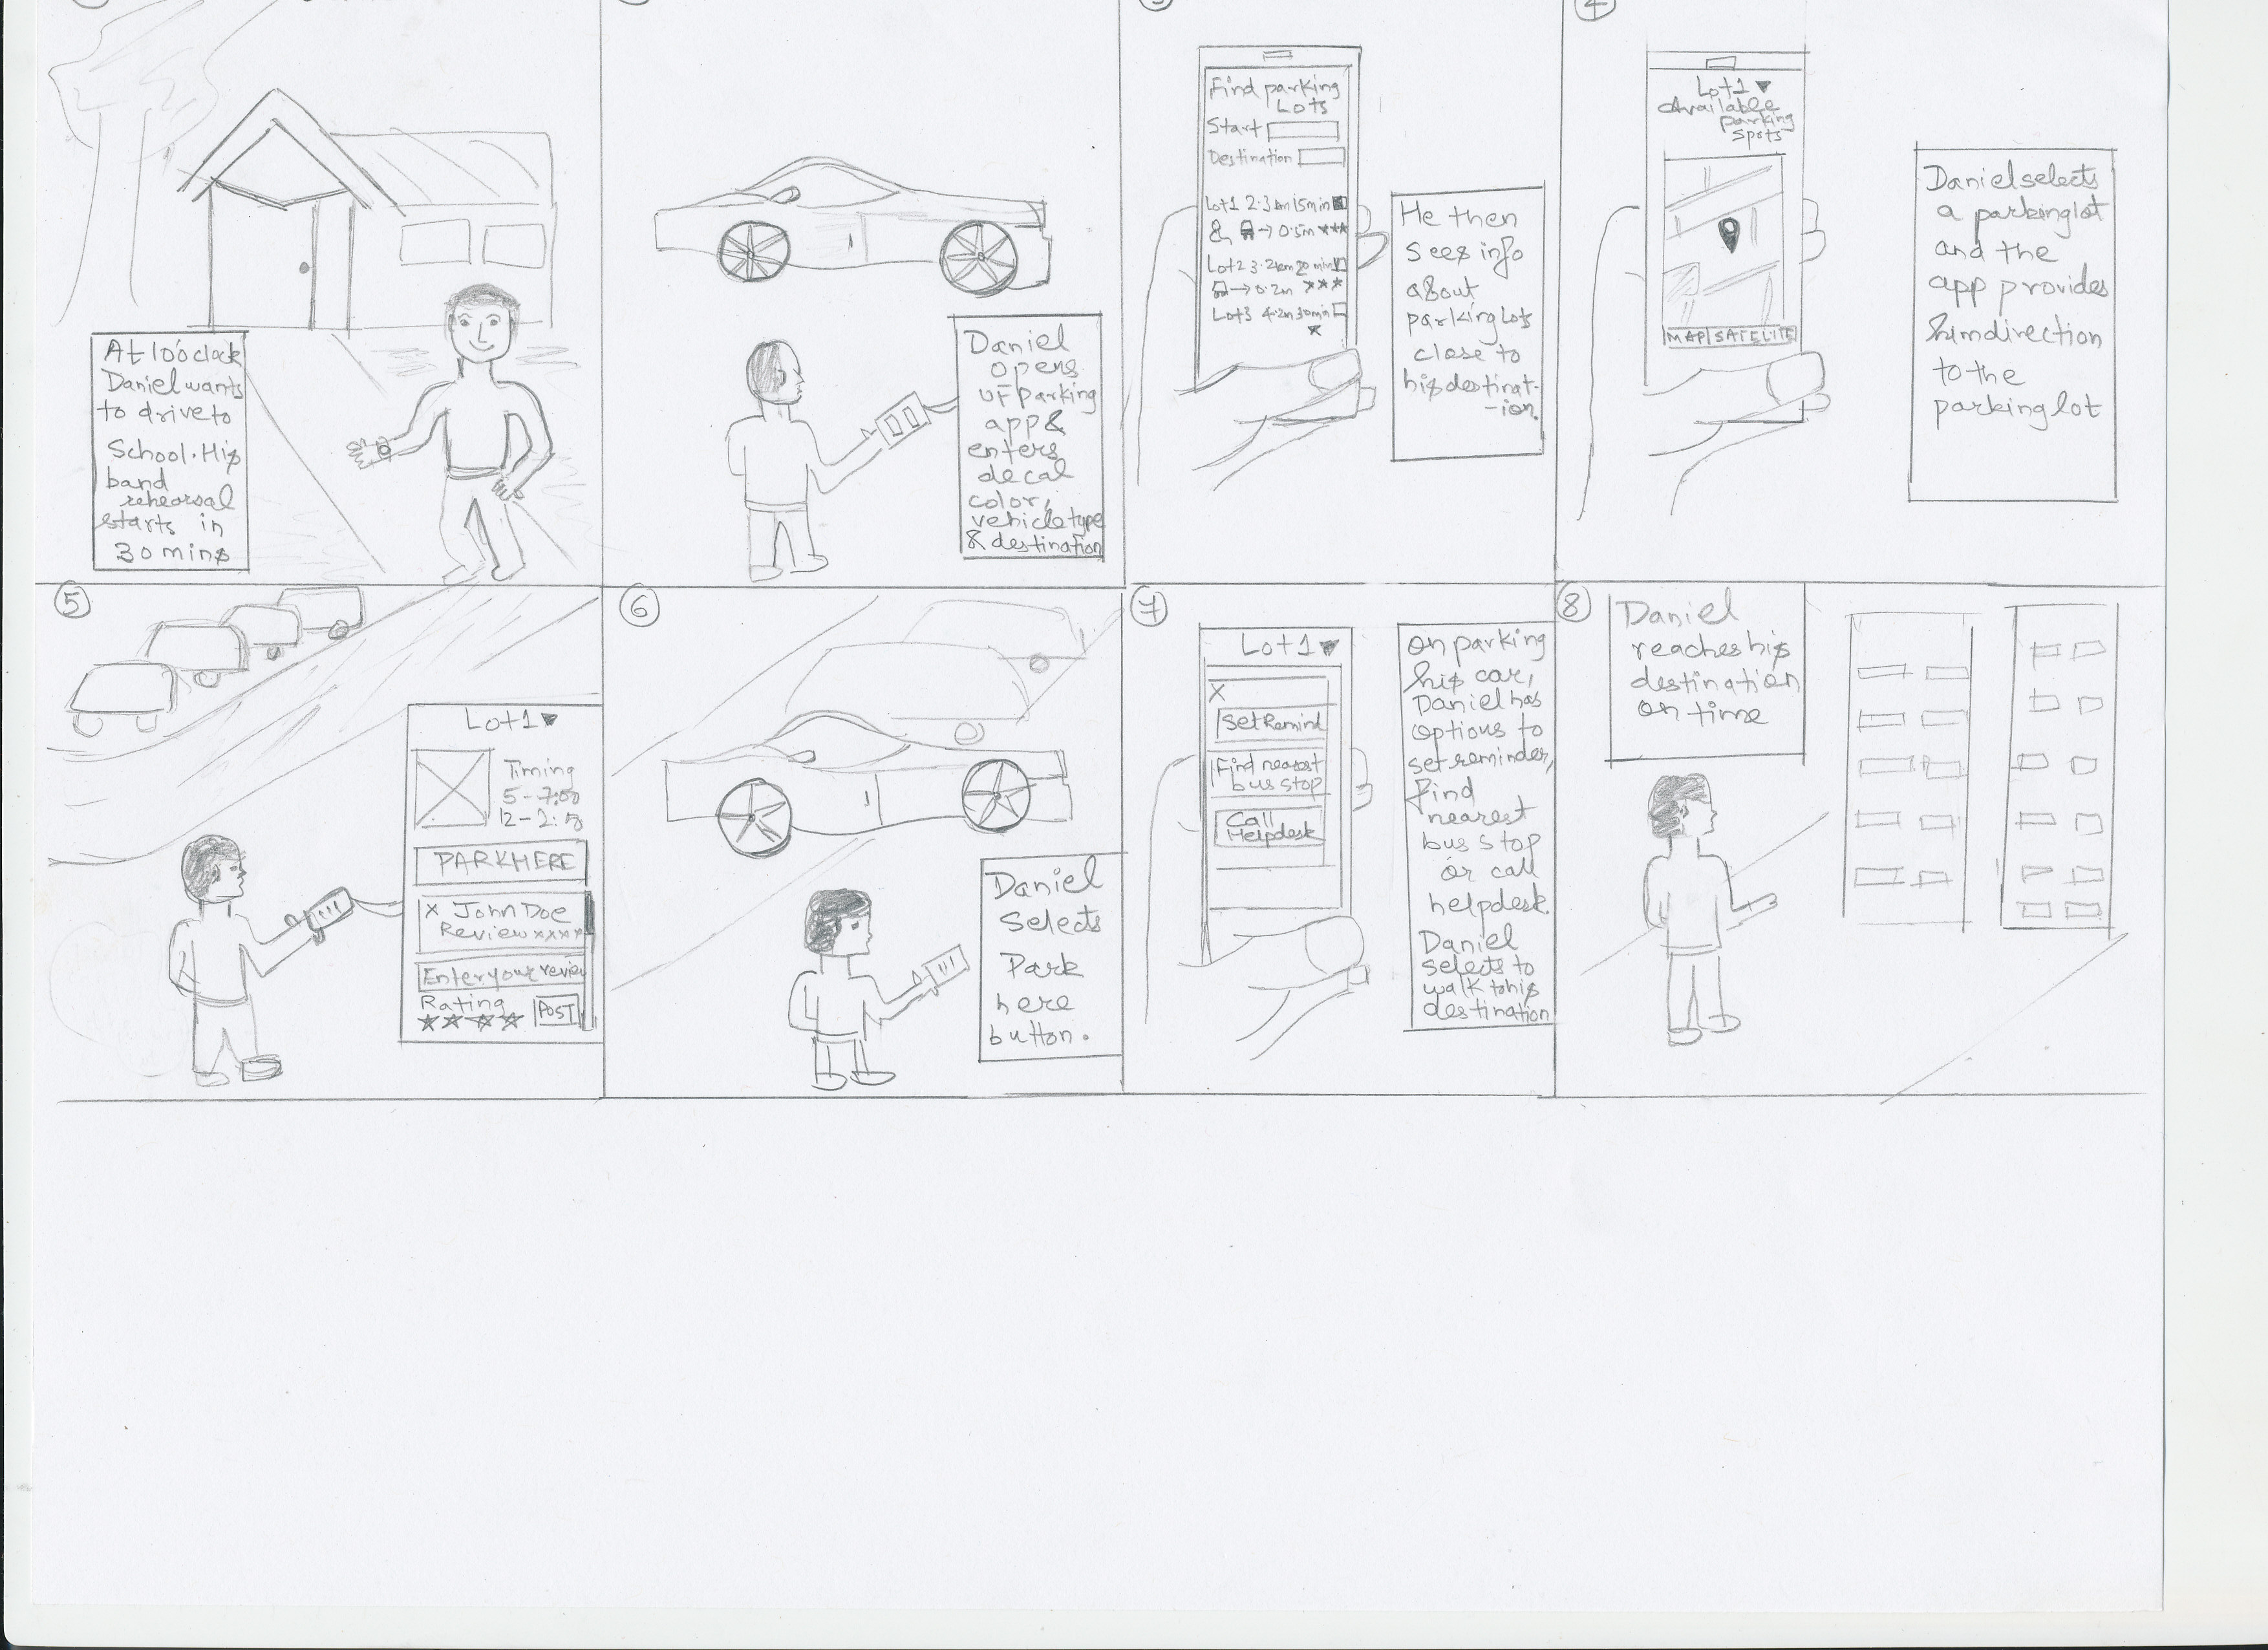 At 10o'clock
Daniel wants
to drive to
School. His
band
rehearsal
starts in
30 mins
Daniel
opens
UF parking
app &
enters
decal
color,
vehicle type
& destination
3
Find parking
Lots
Start
Destination
Lot1 2.3km 15min
→ 0.5m ***
Lot2 3.2km 20min
→ 0.2m ***
Lot3 4.2m 30min
*
He then
sees info
about
parking lots
close to
his destinat-
-ion.
4
Lot1 ▼
Available
parking
spots
MAP|SATELITE
Daniel selects
a parking lot
and the
app provides
him direction
to the
parking lot
5
Lot1▼
Timing
5-7:00
12-2:15
PARK HERE
X John Doe
Review xxxx
Enter your review
Rating
POST
6
Daniel
selects
Park
here
button.
7
Lot1▼
X
Set Remind
Find nearest
bus stop
Call
Helpdesk
On parking
his car,
Daniel has
options to
set reminder,
find
nearest
bus stop
or call
helpdesk.
Daniel
selects to
walk to his
destination
8
Daniel
reaches his
destination
on time